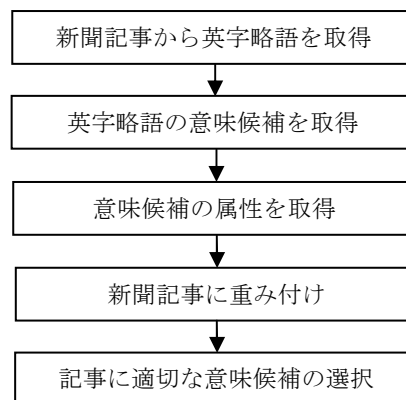 新聞記事から英字略語を取得
英字略語の意味候補を取得
意味候補の属性を取得
新聞記事に重み付け
記事に適切な意味候補の選択